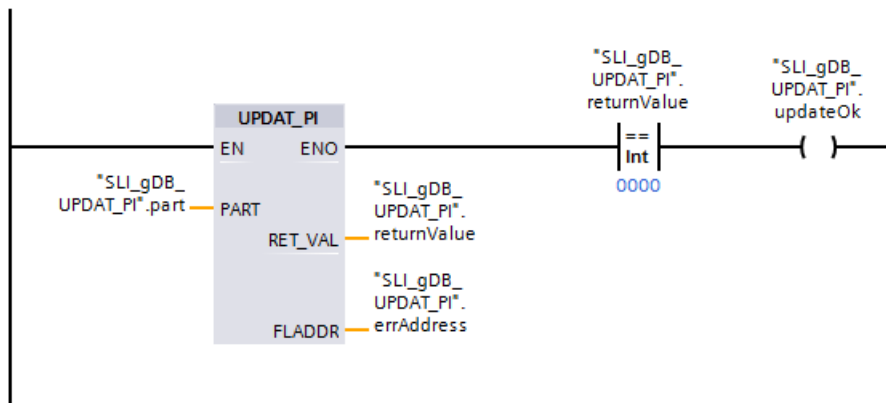 "SLI_gDB_
UPDAT_PI".
returnValue
"SLI_gDB_
UPDAT_PI".
updateOk
UPDAT_PI
EN ENO
==
Int
0000
"SLI_gDB_
UPDAT_PI".part
PART
"SLI_gDB_
UPDAT_PI".
returnValue
RET_VAL
"SLI_gDB_
UPDAT_PI".
errAddress
FLADDR